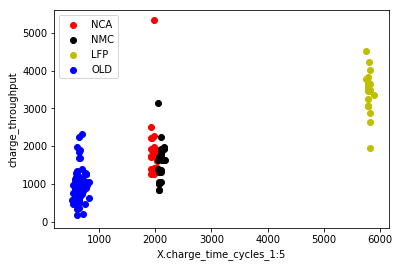 NCA
NMC
LFP
OLD
5000
4000
3000
2000
1000
0
charge_throughput
1000 2000 3000 4000 5000 6000
X.charge_time_cycles_1:5